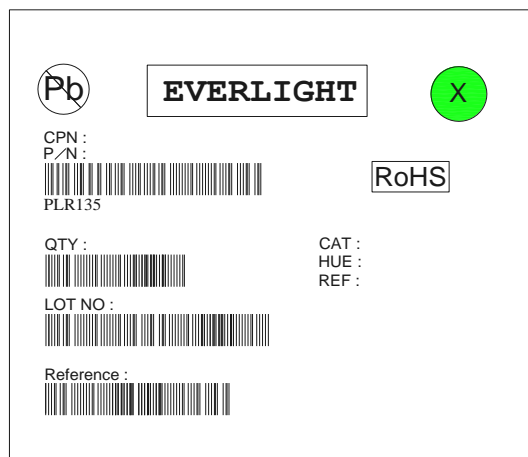 Pb
EVERLIGHT
X
CPN :
P/N :
RoHS
PLR135
QTY :
CAT :
HUE :
REF :
LOT NO :
Reference :